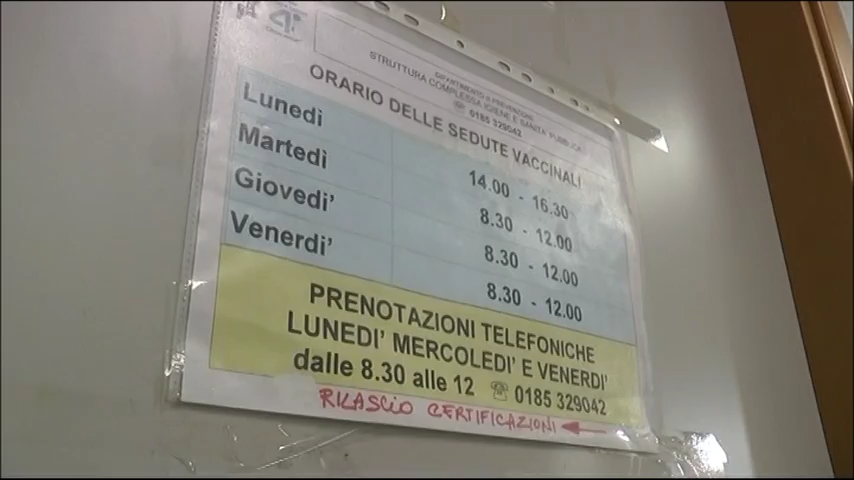 DIPARTIMENTO di PREVENZIONE
STRUTTURA COMPLESSA IGIENE E SANITA' PUBBLICA
☏ 0185 329042
ORARIO DELLE SEDUTE VACCINALI
Lunedì 14.00 - 16.30
Martedì 8.30 - 12.00
Giovedi' 8.30 - 12.00
Venerdi' 8.30 - 12.00
PRENOTAZIONI TELEFONICHE
LUNEDI' MERCOLEDI' E VENERDI'
dalle 8.30 alle 12 ☏ 0185 329042
RILASCIO CERTIFICAZIONI ←